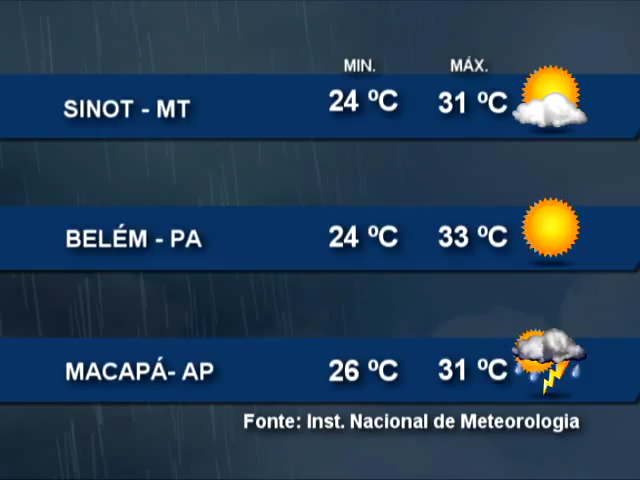 MIN. MÁX.
SINOT - MT 24 ºC 31 ºC
BELÉM - PA 24 ºC 33 ºC
MACAPÁ- AP 26 ºC 31 ºC
Fonte: Inst. Nacional de Meteorologia